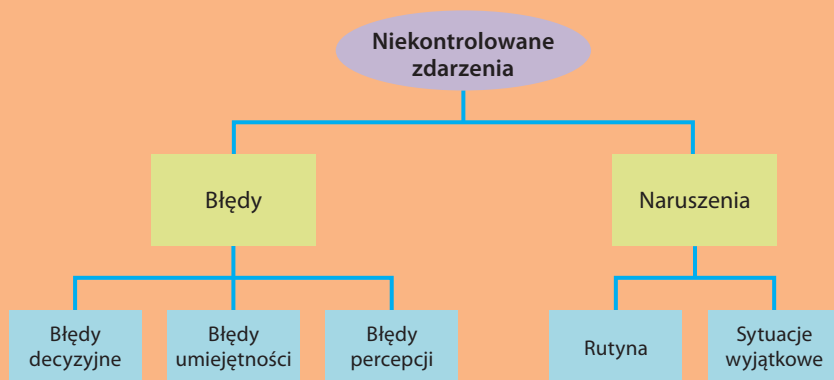 Niekontrolowane
zdarzenia
Błędy
Naruszenia
Błędy
decyzyjne
Błędy
umiejętności
Błędy
percepcji
Rutyna
Sytuacje
wyjątkowe